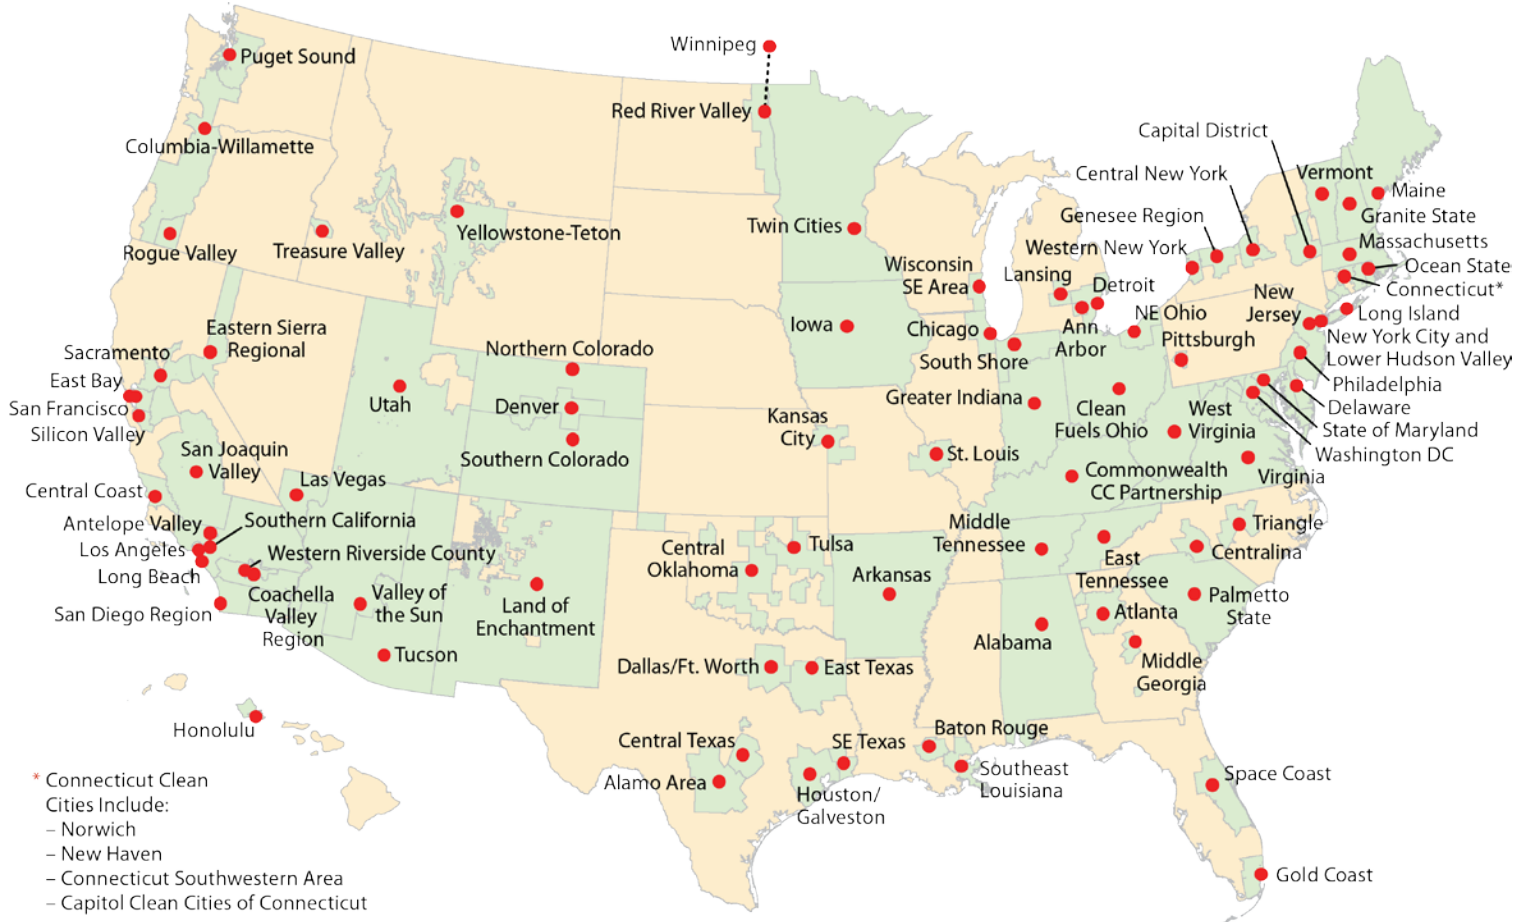 Winnipeg
Puget Sound
Red River Valley
Capital District
Columbia-Willamette
Central New York
Vermont
Maine
Genesee Region
Granite State
Twin Cities
Yellowstone-Teton
Rogue Valley
Treasure Valley
Western New York
Massachusetts
Wisconsin
SE Area
Lansing
Ocean State
Detroit
Connecticut*
New
Jersey
Long Island
NE Ohio
Iowa
Chicago
Ann
Arbor
Eastern Sierra
Regional
Pittsburgh
New York City and
Lower Hudson Valley
Sacramento
Northern Colorado
South Shore
East Bay
Philadelphia
Utah
Denver
Greater Indiana
San Francisco
Clean
Fuels Ohio
West
Virginia
Delaware
Kansas
City
Silicon Valley
State of Maryland
San Joaquin
Valley
Southern Colorado
St. Louis
Washington DC
Las Vegas
Commonwealth
CC Partnership
Virginia
Central Coast
Antelope Valley
Southern California
Middle
Tennessee
Triangle
Los Angeles
Western Riverside County
Central
Oklahoma
Tulsa
East
Tennessee
Centralina
Long Beach
Arkansas
Coachella
Valley
Region
Valley of
the Sun
Land of
Enchantment
Palmetto
State
San Diego Region
Atlanta
Alabama
Tucson
Dallas/Ft. Worth
East Texas
Middle
Georgia
Honolulu
Baton Rouge
Central Texas
SE Texas
Southeast
Louisiana
Space Coast
Alamo Area
Houston/
Galveston
Gold Coast
* Connecticut Clean
Cities Include:
– Norwich
– New Haven
– Connecticut Southwestern Area
– Capitol Clean Cities of Connecticut